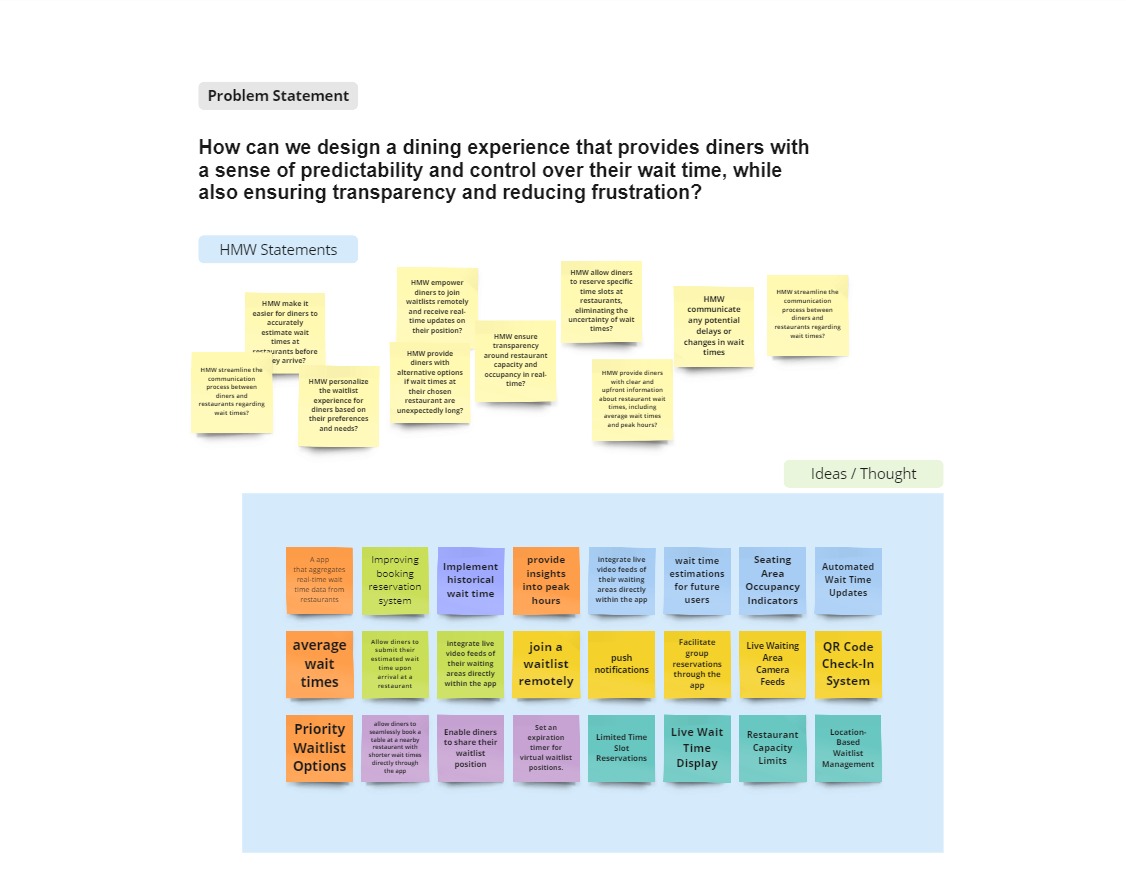 Problem Statement
How can we design a dining experience that provides diners with
a sense of predictability and control over their wait time, while
also ensuring transparency and reducing frustration?
HMW Statements
HMW make it
easier for diners to
accurately
estimate wait
times at
restaurants before
ey arrive?
HMW streamline the
communication
process between
diners and
restaurants regarding
wait times?
HMW personalize
the waitlist
experience for
diners based on
their preferences
and needs?
HMW empower
diners to join
waitlists remotely
and receive real-
time updates on
their position?
HMW provide
diners with
alternative options
if wait times at
their chosen
restaurant are
unexpectedly long?
HMW ensure
transparency
around restaurant
capacity and
occupancy in real-
time?
HMW allow diners
to reserve specific
time slots at
restaurants,
eliminating the
uncertainty of wait
times?
HMW provide diners
with clear and
upfront information
about restaurant wait
times, including
average wait times
and peak hours?
HMW
communicate
any potential
delays or
changes in wait
times
HMW streamline the
communication
process between
diners and
restaurants regarding
wait times?
Ideas / Thought
A app
that aggregates
real-time wait
time data from
restaurants
Improving
booking
reservation
system
Implement
historical
wait time
provide
insights
into peak
hours
integrate live
video feeds of
their waiting
areas directly
within the app
wait time
estimations
for future
users
Seating
Area
Occupancy
Indicators
Automated
Wait Time
Updates
average
wait
times
Allow diners to
submit their
estimated wait
time upon
arrival at a
restaurant
integrate live
video feeds of
their waiting
areas directly
within the app
join a
waitlist
remotely
push
notifications
Facilitate
group
reservations
through the
app
Live Waiting
Area
Camera
Feeds
QR Code
Check-In
System
Priority
Waitlist
Options
allow diners to
seamlessly book a
table at a nearby
restaurant with
shorter wait times
directly through
the app
Enable diners
to share their
waitlist
position
Set an
expiration
timer for
virtual waitlist
positions.
Limited Time
Slot
Reservations
Live Wait
Time
Display
Restaurant
Capacity
Limits
Location-
Based
Waitlist
Management